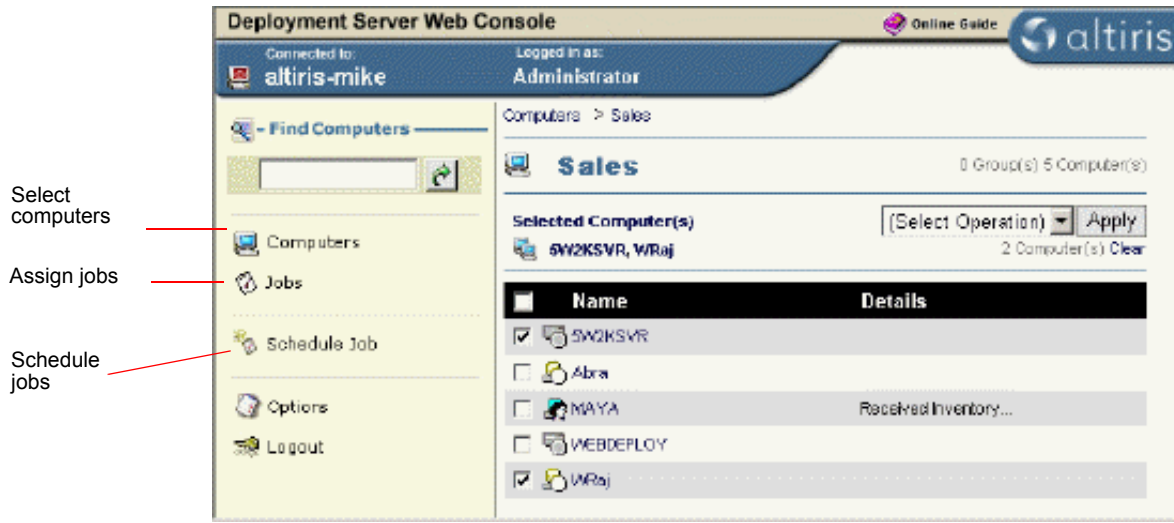 Deployment Server Web Console
Online Guide
altiris
Connected to:
altiris-mike
Logged in as:
Administrator
- Find Computers
Computers > Sales
Sales
0 Group(s) 5 Computer(s)
Select
computers
Selected Computer(s)
(Select Operation)
Apply
Computers
5W2KSVR, WRaj
2 Computer(s) Clear
Assign jobs
Jobs
Name
Details
Schedule
jobs
Schedule Job
5W2KSVR
Abra
Options
MAYA
Received Inventory...
Logout
WEBDEPLOY
WRaj